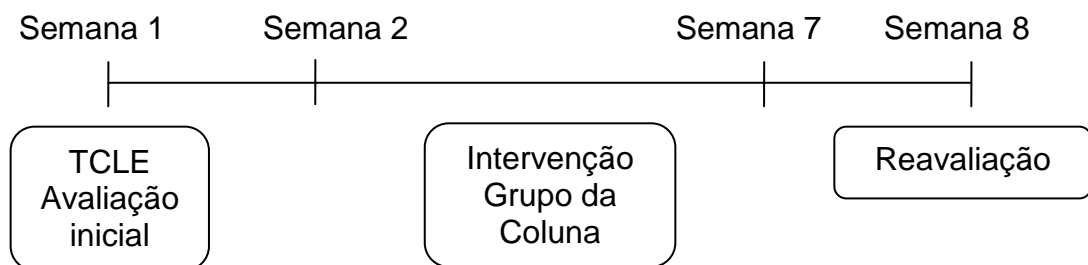 Semana 1 Semana 2 Semana 7 Semana 8
TCLE
Avaliação
inicial
Intervenção
Grupo da
Coluna
Reavaliação